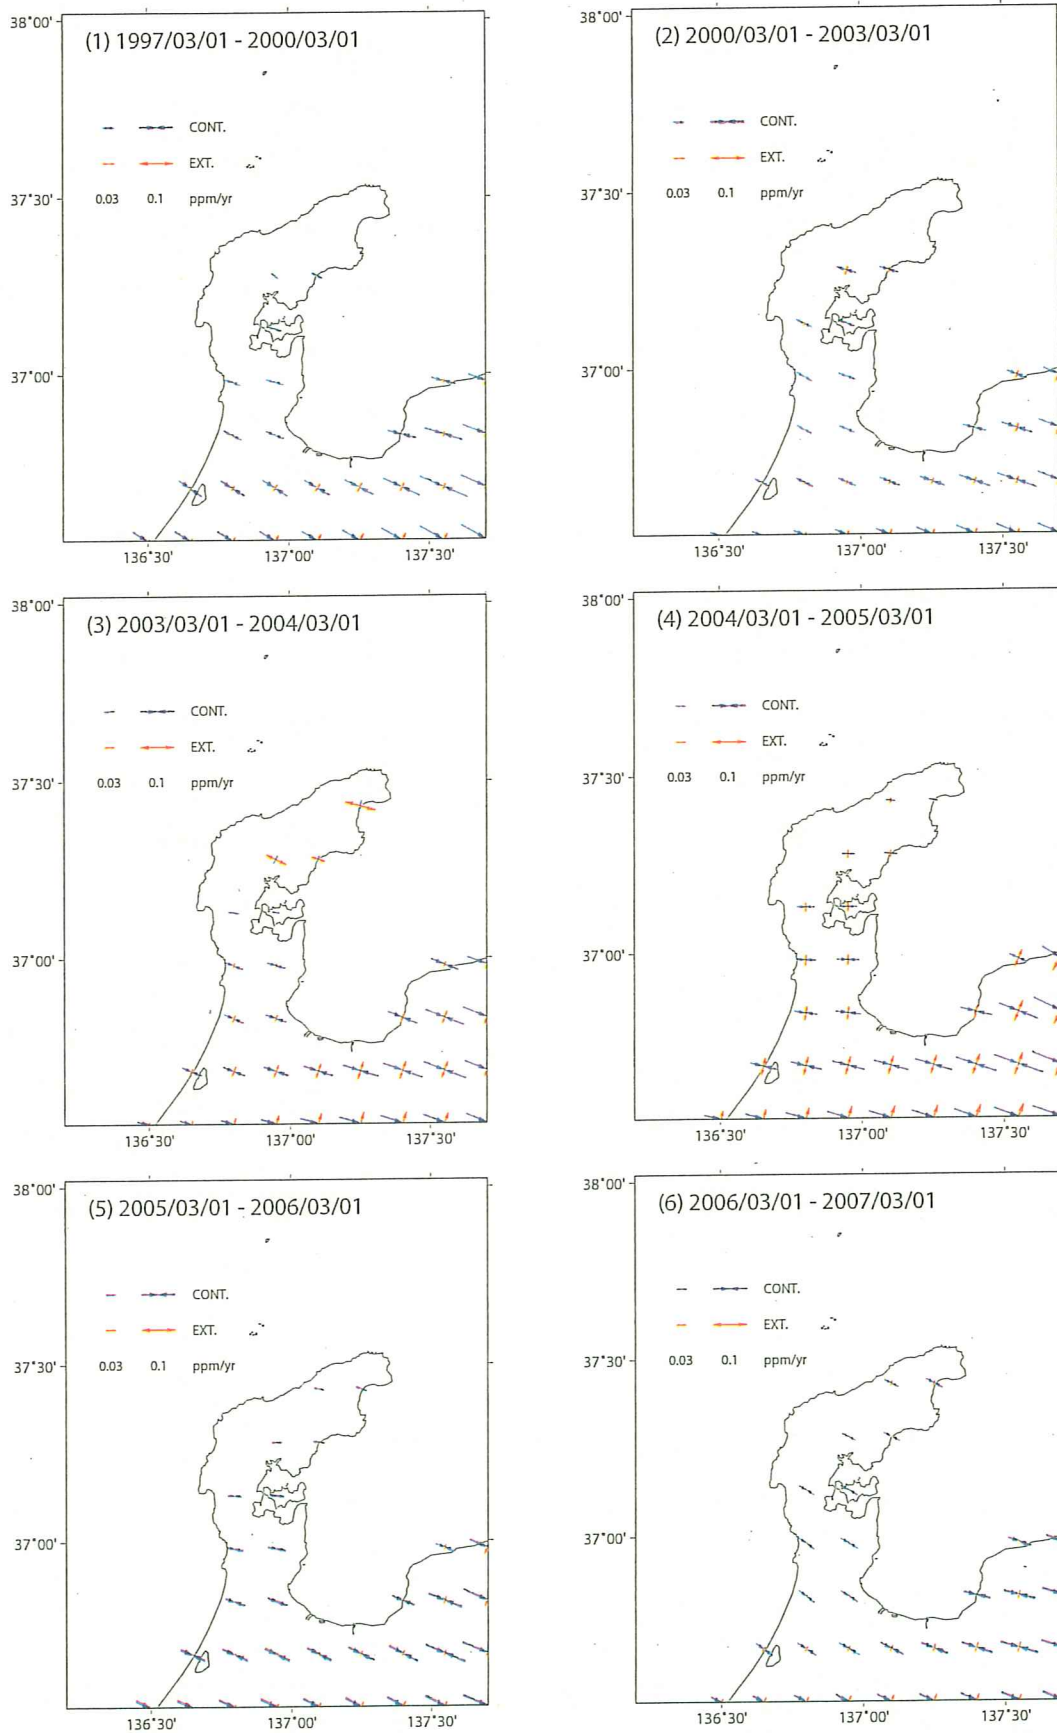 (1) 1997/03/01 - 2000/03/01
38°00'
CONT.
EXT.
0.03 0.1 ppm/yr
37°30'
37°00'
136°30' 137°00' 137°30'
(2) 2000/03/01 - 2003/03/01
38°00'
CONT.
EXT.
0.03 0.1 ppm/yr
37°30'
37°00'
136°30' 137°00' 137°30'
(3) 2003/03/01 - 2004/03/01
38°00'
CONT.
EXT.
0.03 0.1 ppm/yr
37°30'
37°00'
136°30' 137°00' 137°30'
(4) 2004/03/01 - 2005/03/01
38°00'
CONT.
EXT.
0.03 0.1 ppm/yr
37°30'
37°00'
136°30' 137°00' 137°30'
(5) 2005/03/01 - 2006/03/01
38°00'
CONT.
EXT.
0.03 0.1 ppm/yr
37°30'
37°00'
136°30' 137°00' 137°30'
(6) 2006/03/01 - 2007/03/01
38°00'
CONT.
EXT.
0.03 0.1 ppm/yr
37°30'
37°00'
136°30' 137°00' 137°30'